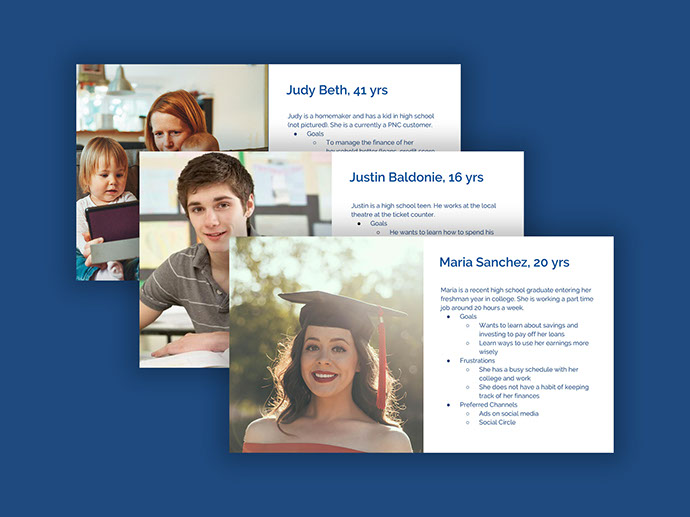 Judy Beth, 41 yrs
Judy is a homemaker and has a kid in high school
(not pictured). She is a currently a PNC customer.
● Goals
○ To manage the finance of her
household better (loans, credit score
Justin Baldonie, 16 yrs
Justin is a high school teen. He works at the local
theatre at the ticket counter.
● Goals
○ He wants to learn how to spend his
Maria Sanchez, 20 yrs
Maria is a recent high school graduate entering her
freshman year in college. She is working a part time
job around 20 hours a week.
● Goals
○ Wants to learn about savings and
investing to pay off her loans
○ Learn ways to use her earnings more
wisely
● Frustrations
○ She has a busy schedule with her
college and work
○ She does not have a habit of keeping
track of her finances
● Preferred Channels
○ Ads on social media
○ Social Circle